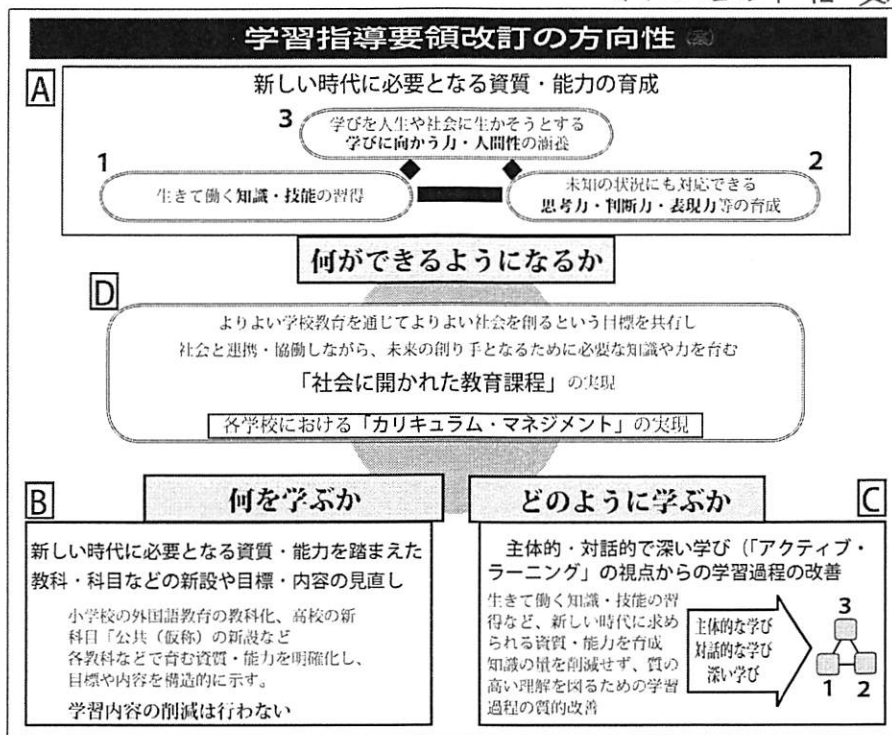 学習指導要領改訂の方向性
A
新しい時代に必要となる資質・能力の育成
3
学びを人生や社会に生かそうとする
学びに向かう力・人間性の涵養
1
生きて働く知識・技能の習得
2
未知の状況にも対応できる
思考力・判断力・表現力等の育成
何ができるようになるか
D
よりよい学校教育を通じてよりよい社会を創るという目標を共有し
社会と連携・協働しながら、未来の創り手となるために必要な知識や力を育む
「社会に開かれた教育課程」の実現
各学校における「カリキュラム・マネジメント」の実現
B
何を学ぶか
新しい時代に必要となる資質・能力を踏まえた
教科・科目などの新設や目標・内容の見直し
小学校の外国語教育の教科化、高校の新
科目「公共（仮称）の新設など
各教科などで育む資質・能力を明確化し、
目標や内容を構造的に示す。
学習内容の削減は行わない
どのように学ぶか
C
主体的・対話的で深い学び（「アクティブ・
ラーニング」の視点からの学習過程の改善
生きて働く知識・技能の習
得など、新しい時代に求め
られる資質・能力を育成
知識の量を削減せず、質の
高い理解を図るための学習
過程の質的改善
主体的な学び
対話的な学び
深い学び
3
1 2